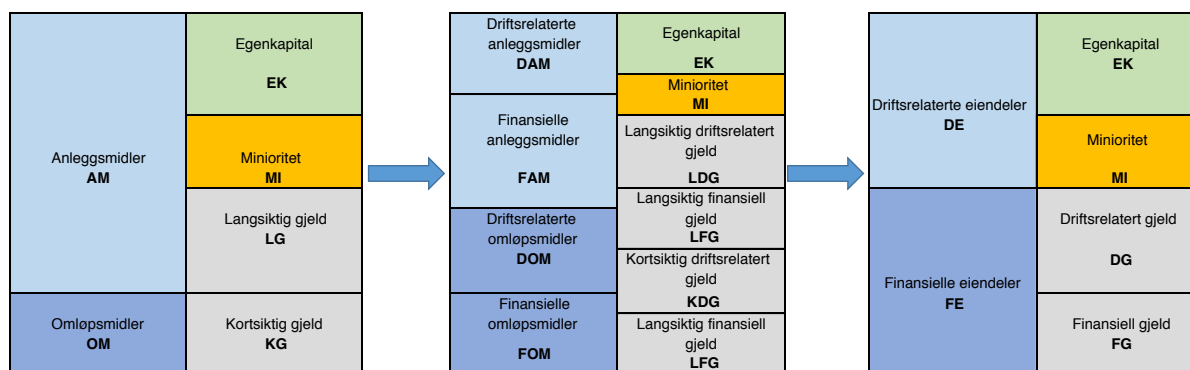 Anleggsmidler
AM
Omløpsmidler
OM
Egenkapital
EK
Minioritet
MI
Langsiktig gjeld
LG
Kortsiktig gjeld
KG
Driftsrelaterte
anleggsmidler
DAM
Finansielle
anleggsmidler
FAM
Driftsrelaterte
omløpsmidler
DOM
Finansielle
omløpsmidler
FOM
Egenkapital
EK
Minioritet
MI
Langsiktig driftsrelatert
gjeld
LDG
Langsiktig finansiell
gjeld
LFG
Kortsiktig driftsrelatert
gjeld
KDG
Langsiktig finansiell
gjeld
LFG
Driftsrelaterte eiendeler
DE
Finansielle eiendeler
FE
Egenkapital
EK
Minioritet
MI
Driftsrelatert gjeld
DG
Finansiell gjeld
FG